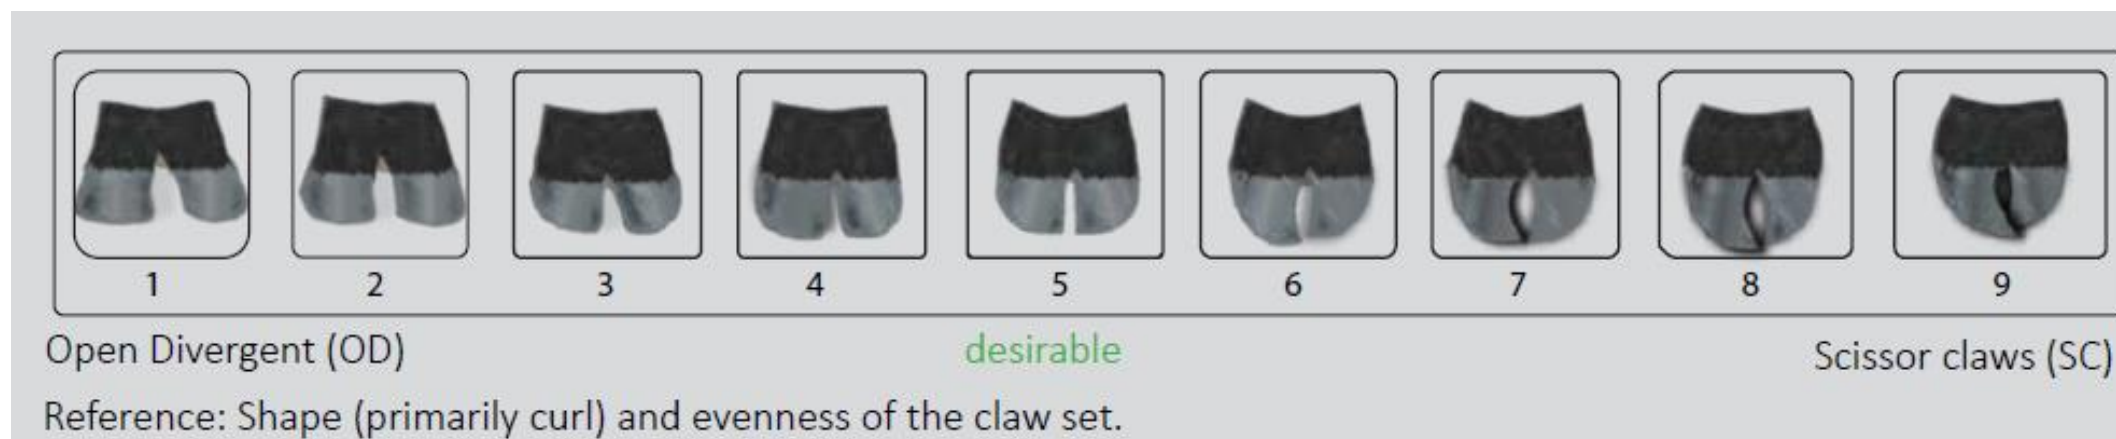 1 2 3 4 5 6 7 8 9
Open Divergent (OD) desirable Scissor claws (SC)
Reference: Shape (primarily curl) and evenness of the claw set.